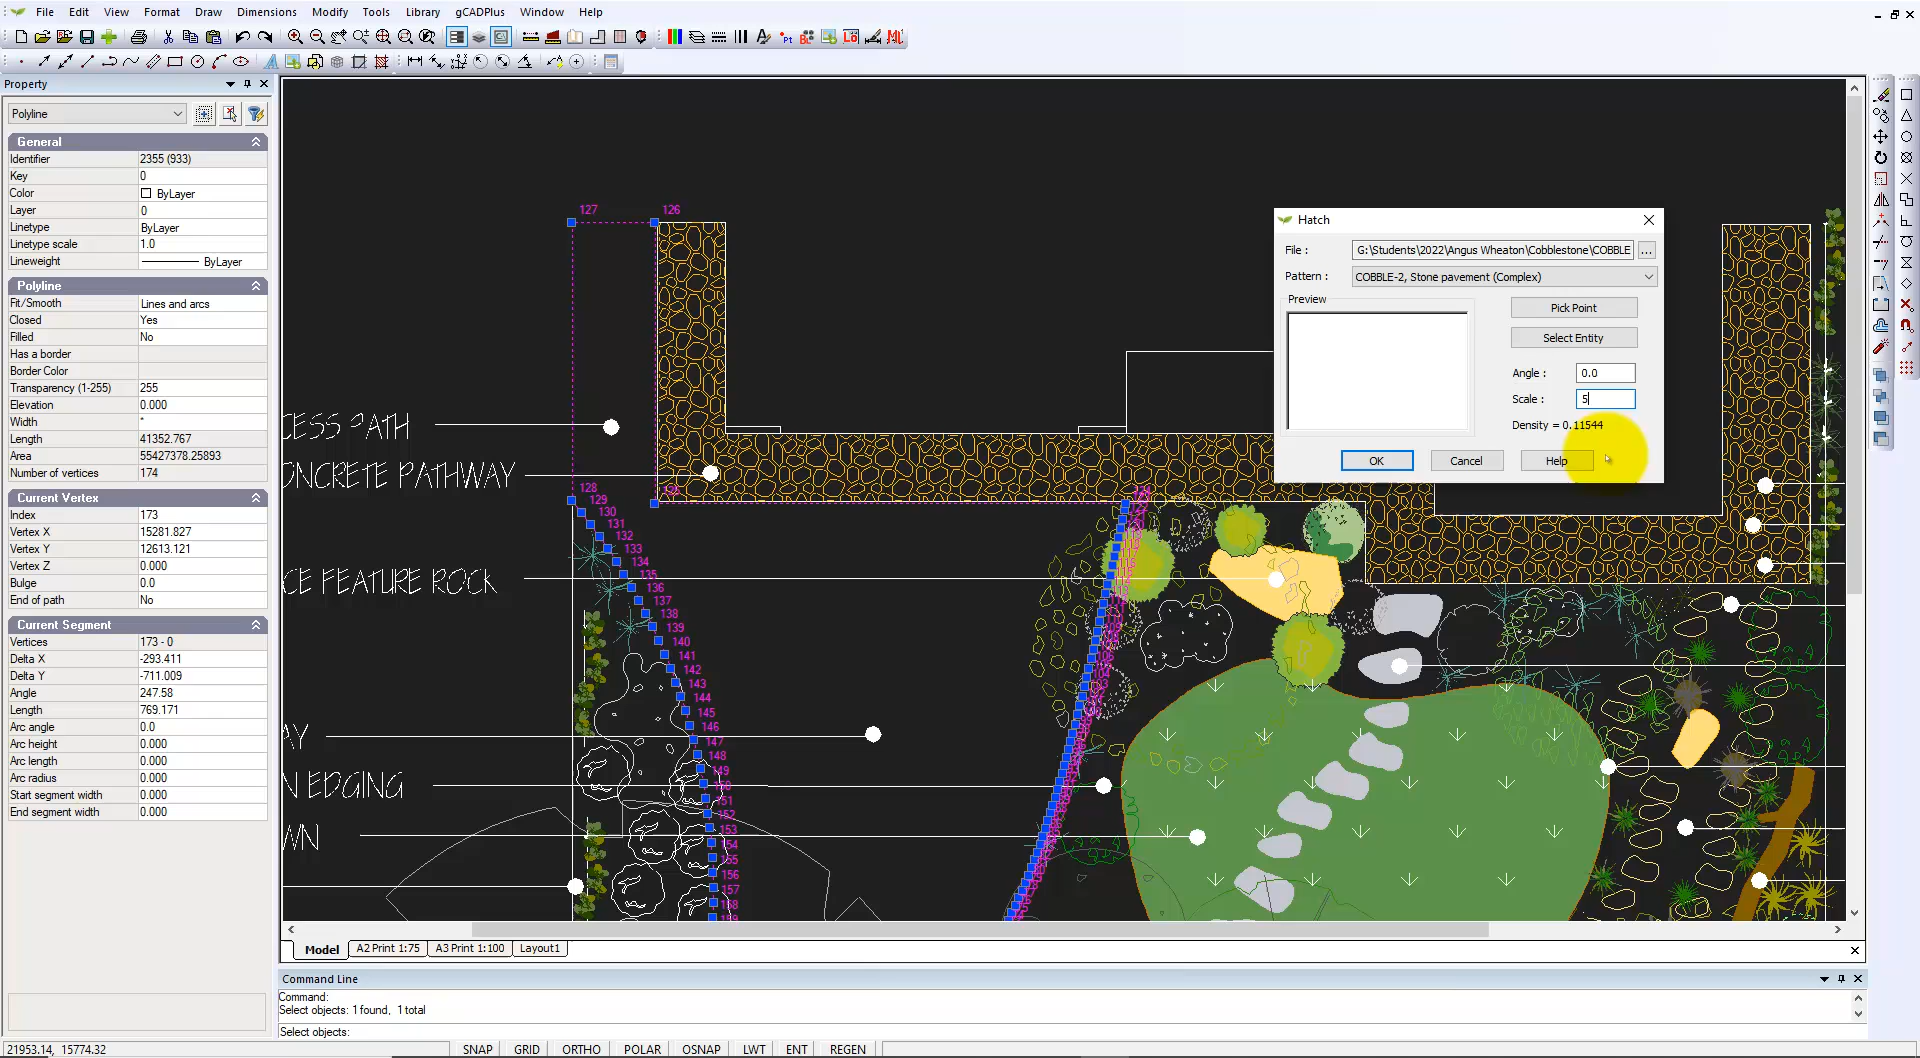 File Edit View Format Draw Dimensions Modify Tools Library gCADPlus Window Help
Property
Polyline
General
Identifier 2355 (933)
Key 0
Color ByLayer
Layer 0
Linetype ByLayer
Linetype scale 1.0
Lineweight ByLayer
Polyline
Fit/Smooth Lines and arcs
Closed Yes
Filled No
Has a border
Border Color
Transparency (1-255) 255
Elevation 0.000
Width *
Length 41352.767
Area 55427378.25893
Number of vertices 174
Current Vertex
Index 173
Vertex X 15281.827
Vertex Y 12613.121
Vertex Z 0.000
Bulge 0.0
End of path No
Current Segment
Vertices 173 - 0
Delta X -293.411
Delta Y -711.009
Angle 247.58
Length 769.171
Arc angle 0.0
Arc height 0.000
Arc length 0.000
Arc radius 0.000
Start segment width 0.000
End segment width 0.000
127 126
CESS PATH
ONCRETE PATHWAY
128
129
130
131
132
133
134
135
136
137
138
139
140
141
142
143
144
145
146
147
148
149
151
152
153
154
155
156
157
158
CE FEATURE ROCK
AY
N EDGING
WN
Hatch
File : G:\Students\2022\Angus Wheaton\Cobblestone\COBBLE ...
Pattern : COBBLE-2, Stone pavement (Complex)
Preview
Pick Point
Select Entity
Angle : 0.0
Scale : 5
Density = 0.11544
OK Cancel Help
Model A2 Print 1:75 A3 Print 1:100 Layout1
Command Line
Command:
Select objects: 1 found, 1 total
Select objects:
21953.14, 15774.32 SNAP GRID ORTHO POLAR OSNAP LWT ENT REGEN